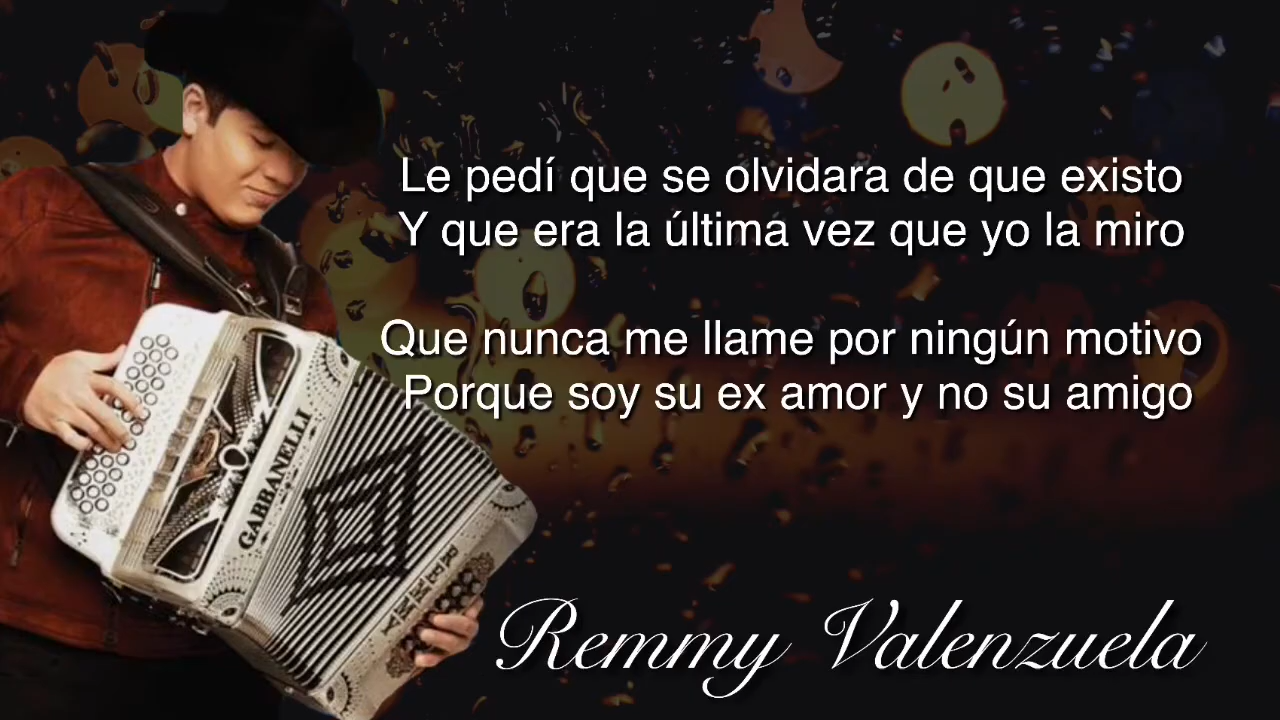 Le pedí que se olvidara de que existo
Y que era la última vez que yo la miro
Que nunca me llame por ningún motivo
Porque soy su ex amor y no su amigo
GABBANELLI
Remmy Valenzuela